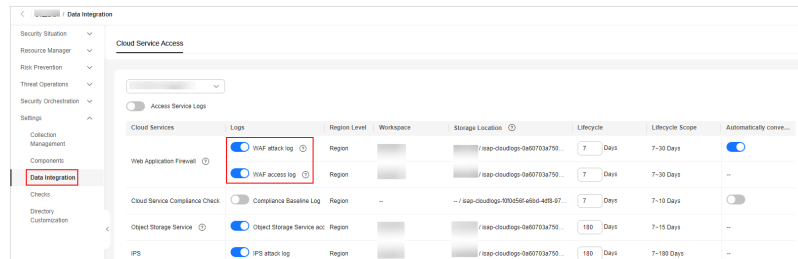 / Data Integration
Security Situation
Resource Manager
Risk Prevention
Threat Operations
Security Orchestration
Settings
Collection
Management
Components
Data Integration
Checks
Directory
Customization
Cloud Service Access
Access Service Logs
Cloud Services Logs Region Level Workspace Storage Location Lifecycle Lifecycle Scope Automatically conve...
Web Application Firewall
WAF attack log Region / isap-cloudlogs-0a60703a750... 7 Days 7~30 Days
WAF access log Region / isap-cloudlogs-0a60703a750... 7 Days 7~30 Days --
Cloud Service Compliance Check Compliance Baseline Log Region -- -- / isap-cloudlogs-f0f0d56f-e6bd-4df8-97... 7 Days 7~10 Days
Object Storage Service Object Storage Service acc Region / isap-cloudlogs-0a60703a750... 180 Days 7~15 Days --
IPS IPS attack log Region / isap-cloudlogs-0a60703a750... 180 Days 7~180 Days --